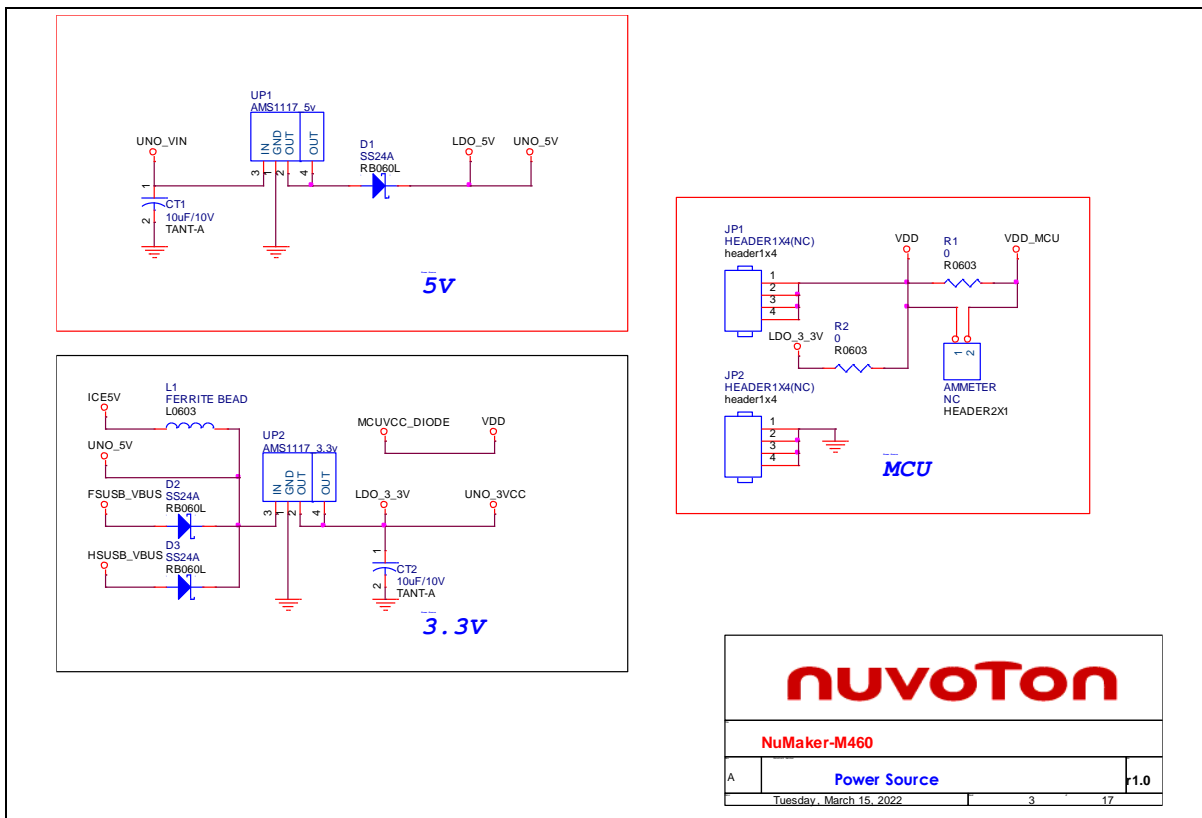 UP1
AMS1117_5v
UNO_VIN
IN
GND
OUT
OUT
3
1
2
4
D1
SS24A
RB060L
LDO_5V
UNO_5V
1
2
CT1
10uF/10V
TANT-A
5V
ICE5V
L1
FERRITE BEAD
L0603
UNO_5V
FSUSB_VBUS
D2
SS24A
RB060L
HSUSB_VBUS
D3
SS24A
RB060L
UP2
AMS1117_3.3v
IN
GND
OUT
OUT
3
1
2
4
MCUVCC_DIODE
VDD
LDO_3_3V
UNO_3VCC
1
2
CT2
10uF/10V
TANT-A
3.3V
JP1
HEADER1X4(NC)
header1x4
1
2
3
4
VDD
R1
0
R0603
VDD_MCU
LDO_3_3V
R2
0
R0603
1
2
AMMETER
NC
HEADER2X1
JP2
HEADER1X4(NC)
header1x4
1
2
3
4
MCU
nuvoTon
NuMaker-M460
A
Power Source
r1.0
Tuesday, March 15, 2022
3
17